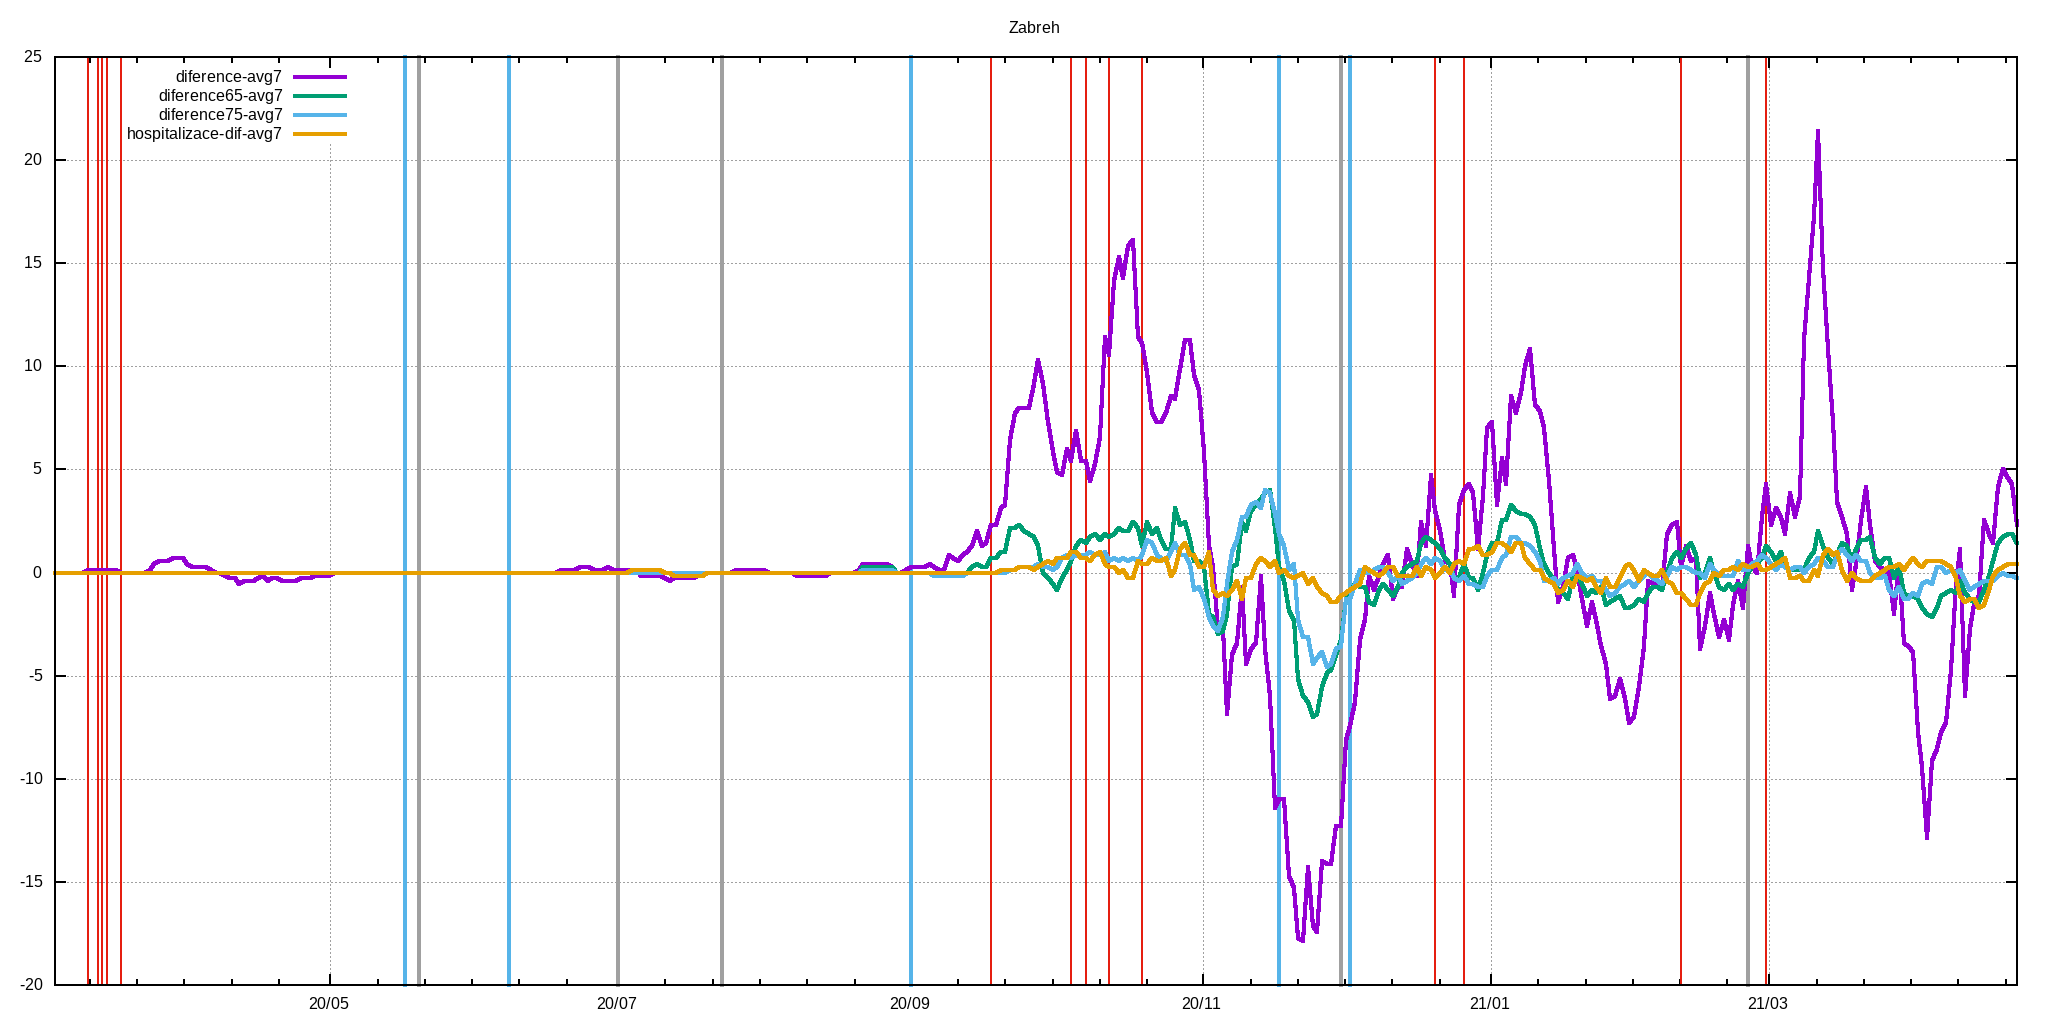 Zabreh
25
diference-avg7
diference65-avg7
diference75-avg7
hospitalizace-dif-avg7
20
15
10
5
0
-5
-10
-15
-20
20/05 20/07 20/09 20/11 21/01 21/03